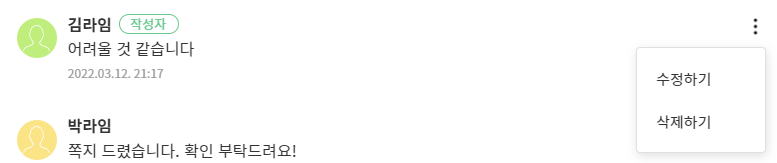 김라임 작성자
어려울 것 같습니다
2022.03.12. 21:17
수정하기
삭제하기
박라임
쪽지 드렸습니다. 확인 부탁드려요!